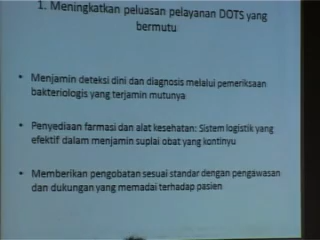 1. Meningkatkan peluasan pelayanan DOTS yang
bermutu
• Menjamin deteksi dini dan diagnosis melalui pemeriksaan
bakteriologis yang terjamin mutunya
• Penyediaan farmasi dan alat kesehatan: Sistem logistik yang
efektif dalam menjamin suplai obat yang kontinyu
• Memberikan pengobatan sesuai standar dengan pengawasan
dan dukungan yang memadai terhadap pasien